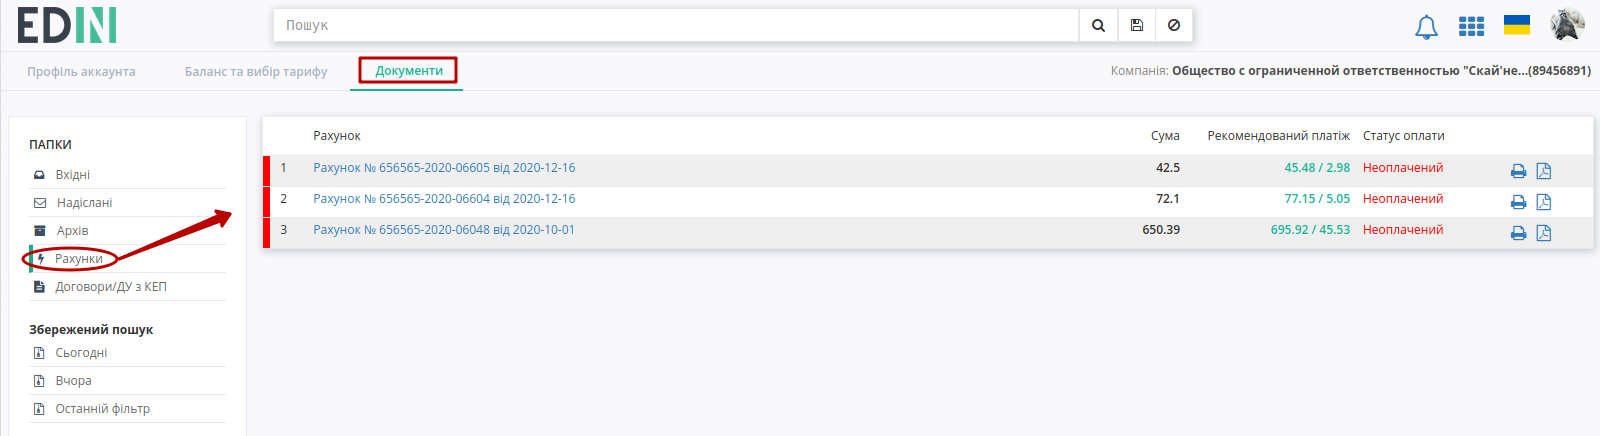 EDIN
Пошук
Профіль аккаунта Баланс та вибір тарифу Документи Компанія: Общество с ограниченной ответственностью "Скай'не...(89456891)
ПАПКИ
Вхідні
Надіслані
Архів
Рахунки
Договори/ДУ з КЕП
Збережений пошук
Сьогодні
Вчора
Останній фільтр
Рахунок Сума Рекомендований платіж Статус оплати
1 Рахунок № 656565-2020-06605 від 2020-12-16 42.5 45.48 / 2.98 Неоплачений
2 Рахунок № 656565-2020-06604 від 2020-12-16 72.1 77.15 / 5.05 Неоплачений
3 Рахунок № 656565-2020-06048 від 2020-10-01 650.39 695.92 / 45.53 Неоплачений